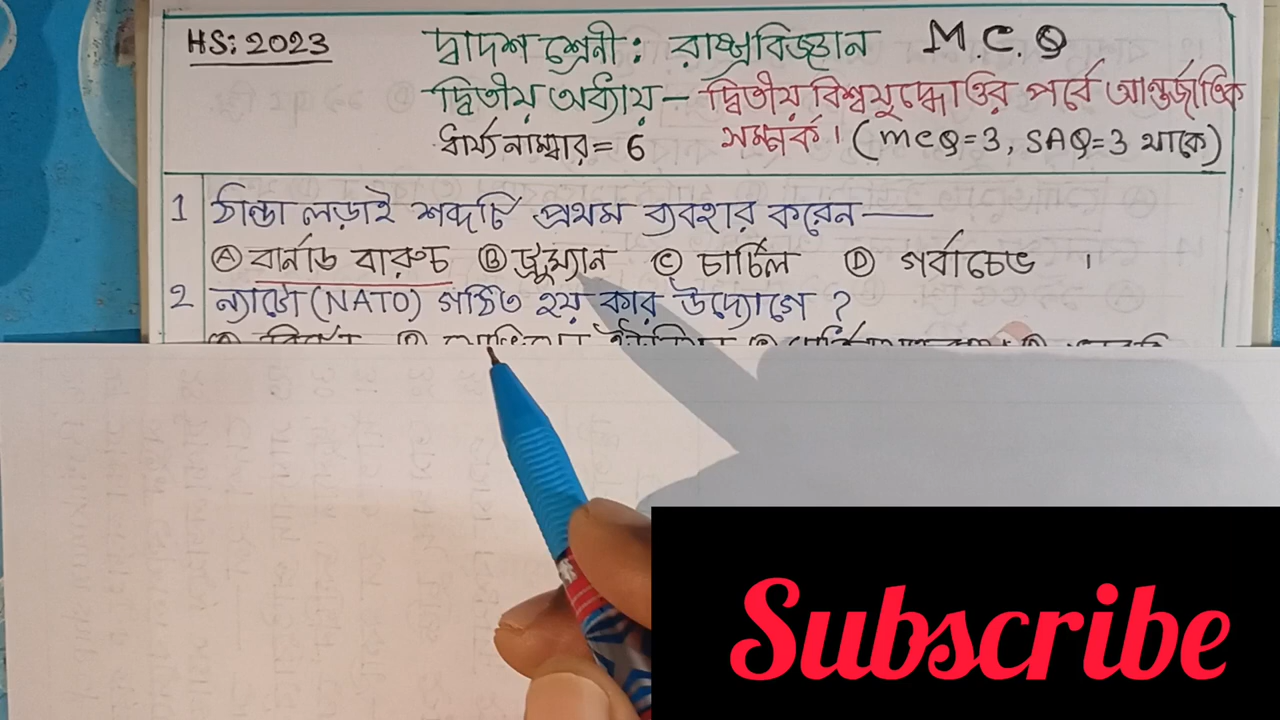 HS: 2023
দ্বাদশ শ্রেনী: রাষ্ট্রবিজ্ঞান M.C.Q
দ্বিতীয় অধ্যায় – দ্বিতীয় বিশ্বযুদ্ধোত্তর পর্বে আন্তর্জাতিক
ধার্য্য নাম্বার = 6 সম্পর্ক। (MCQ=3, SAQ=3 থাকে)
1 ঠান্ডা লড়াই শব্দটি প্রথম ব্যবহার করেন —
Ⓐ বার্নাড বারুচ Ⓑ ট্রুম্যান Ⓒ চার্চিল Ⓓ গর্বাচেভ ।
2 ন্যাটো (NATO) গঠিত হয় কার উদ্যোগে ?
Subscribe